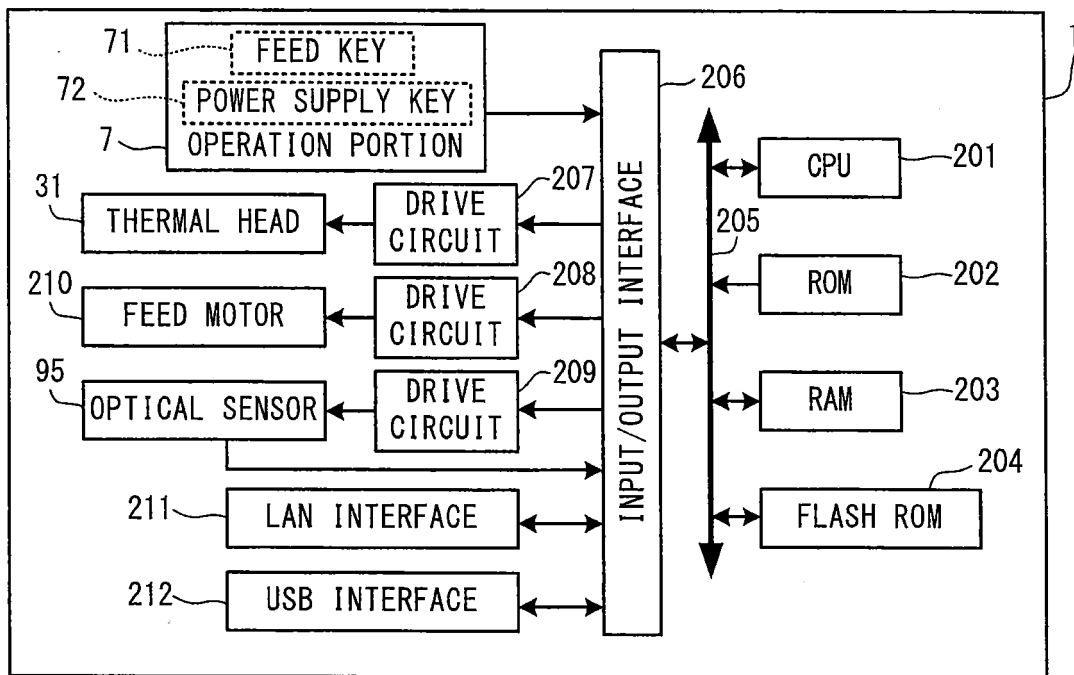 71
FEED KEY
1
72
POWER SUPPLY KEY
206
7
OPERATION PORTION
207
CPU
201
31
THERMAL HEAD
DRIVE
CIRCUIT
205
INPUT/OUTPUT INTERFACE
208
210
FEED MOTOR
DRIVE
CIRCUIT
ROM
202
209
95
OPTICAL SENSOR
DRIVE
CIRCUIT
RAM
203
204
211
LAN INTERFACE
FLASH ROM
212
USB INTERFACE